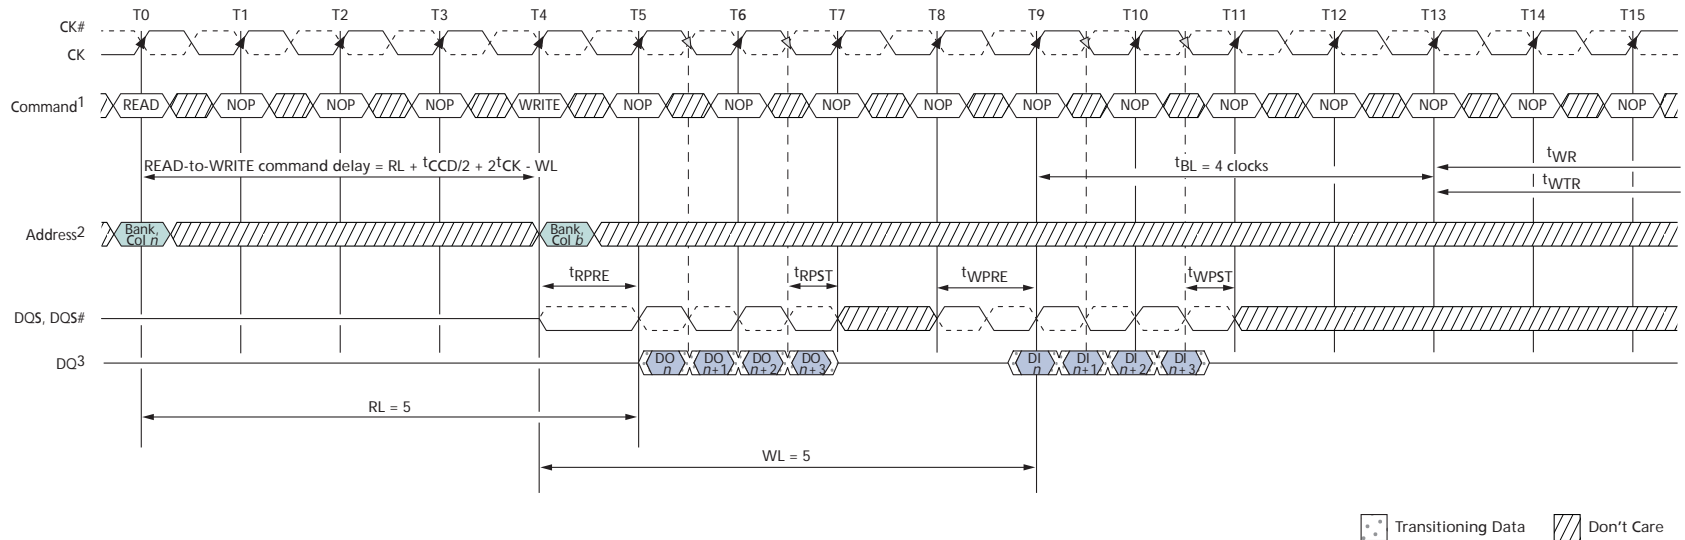 T0 T1 T2 T3 T4 T5 T6 T7 T8 T9 T10 T11 T12 T13 T14 T15
CK#
CK
Command1 READ NOP NOP NOP WRITE NOP NOP NOP NOP NOP NOP NOP NOP NOP NOP NOP
READ-to-WRITE command delay = RL + tCCD/2 + 2tCK - WL
tBL = 4 clocks
tWR
tWTR
Address2
Bank, Col n
Bank, Col b
tRPRE tRPST tWPRE tWPST
DQS, DQS#
DQ3
DO n
DO n+1
DO n+2
DO n+3
DI n
DI n+1
DI n+2
DI n+3
RL = 5
WL = 5
Transitioning Data
Don't Care